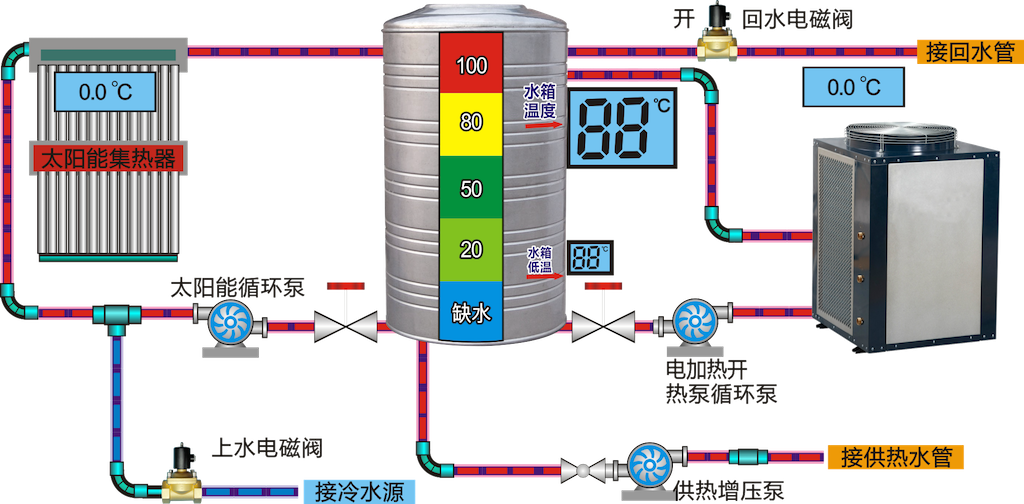 开
回水电磁阀
接回水管
100
水箱
温度
88℃
0.0℃
0.0℃
80
太阳能集热器
50
20
水箱
低温
88℃
太阳能循环泵
缺水
电加热开
热泵循环泵
上水电磁阀
接供热水管
接冷水源
供热增压泵